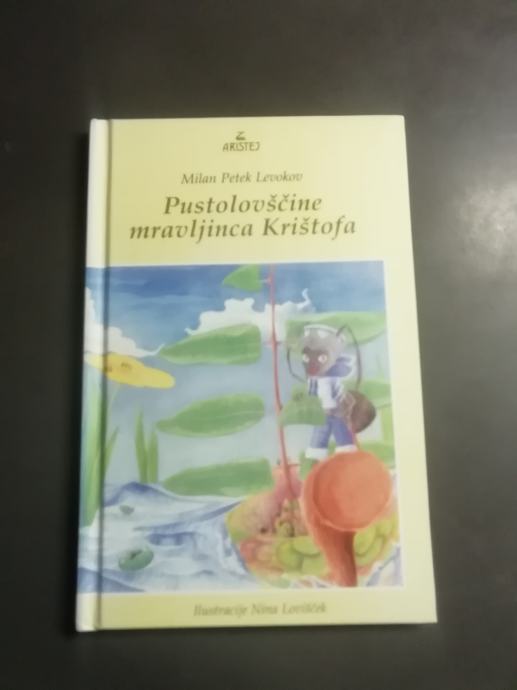 ARISTEJ
Milan Petek Levokov
Pustolovščine
mravljinca Krištofa
Ilustracije Nina Lovišček